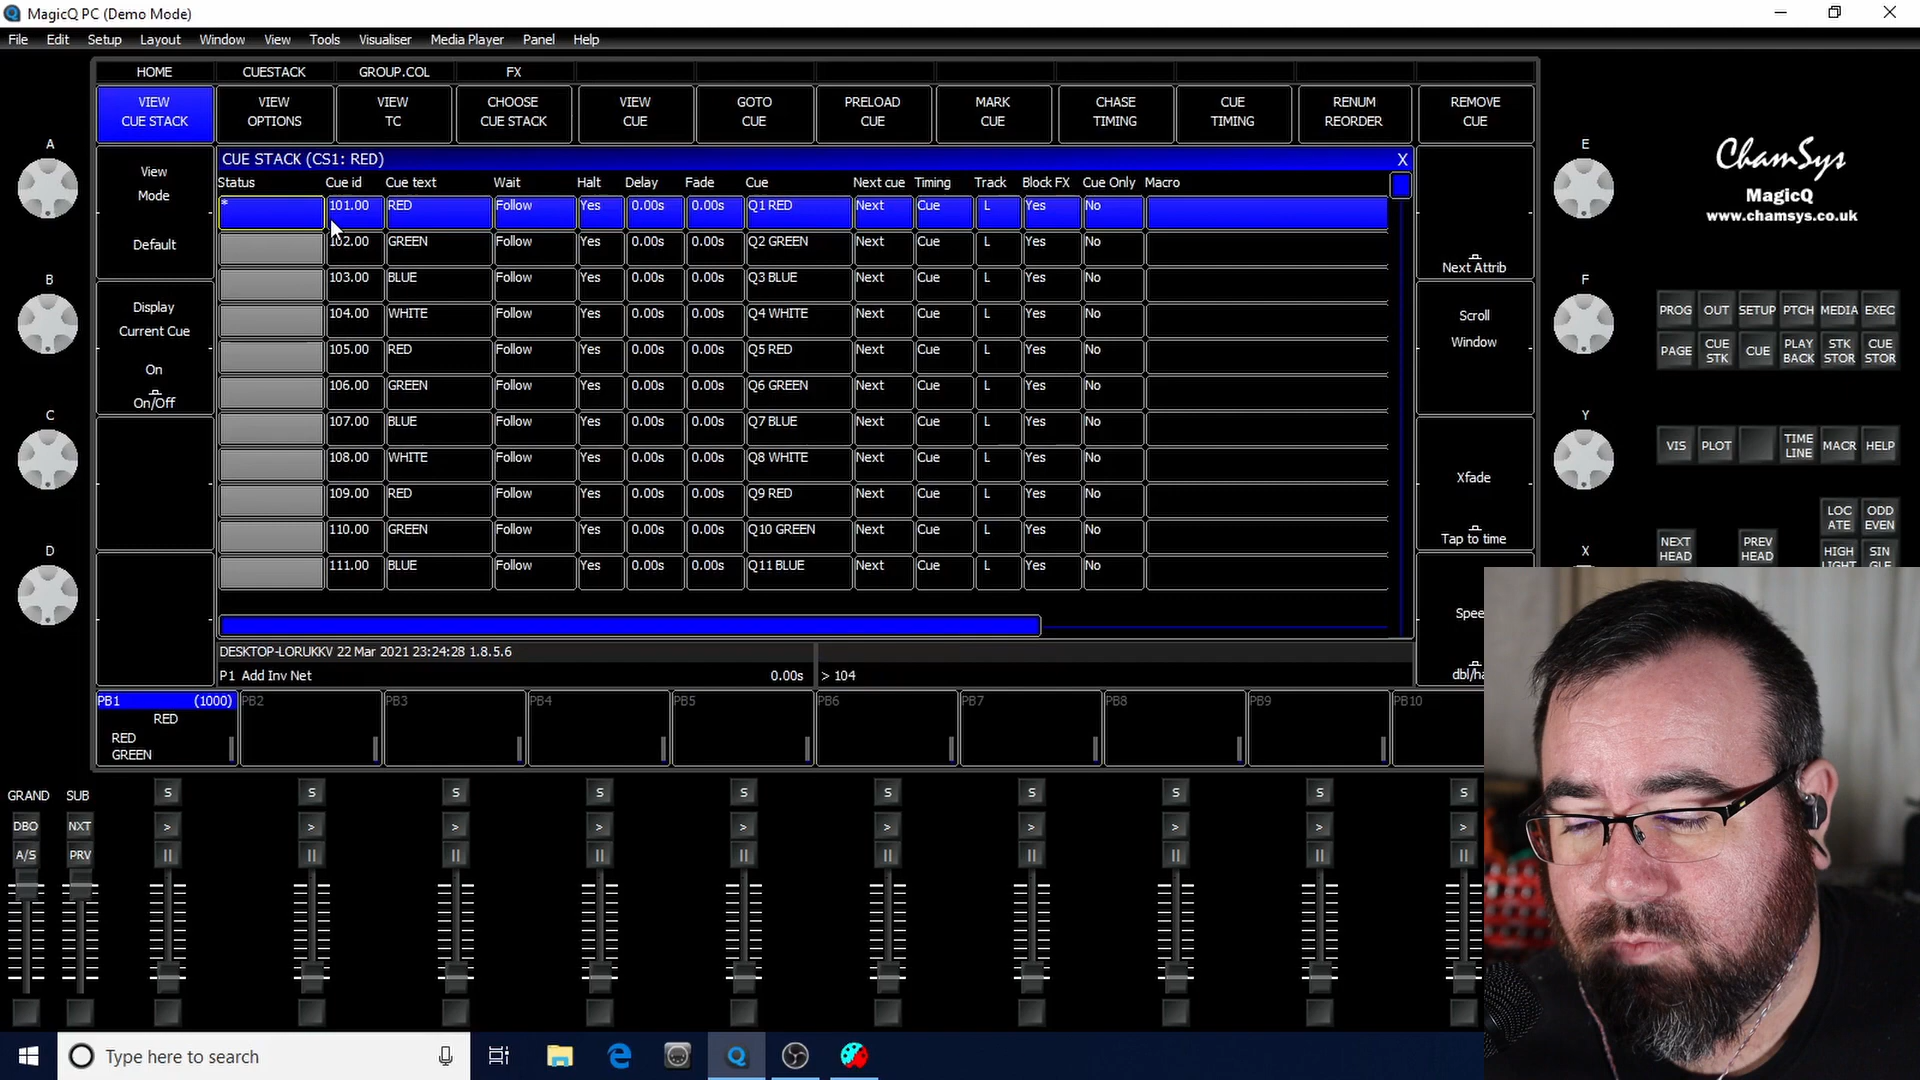 MagicQ PC (Demo Mode)
File Edit Setup Layout Window View Tools Visualiser Media Player Panel Help
HOME CUESTACK GROUP.COL FX
VIEW CUE STACK
VIEW OPTIONS
VIEW TC
CHOOSE CUE STACK
VIEW CUE
GOTO CUE
PRELOAD CUE
MARK CUE
CHASE TIMING
CUE TIMING
RENUM REORDER
REMOVE CUE
A
B
C
D
View
Mode
Default
Display
Current Cue
On
On/Off
CUE STACK (CS1: RED) X
Status Cue id Cue text Wait Halt Delay Fade Cue Next cue Timing Track Block FX Cue Only Macro
* 101.00 RED Follow Yes 0.00s 0.00s Q1 RED Next Cue L Yes No
102.00 GREEN Follow Yes 0.00s 0.00s Q2 GREEN Next Cue L Yes No
103.00 BLUE Follow Yes 0.00s 0.00s Q3 BLUE Next Cue L Yes No
104.00 WHITE Follow Yes 0.00s 0.00s Q4 WHITE Next Cue L Yes No
105.00 RED Follow Yes 0.00s 0.00s Q5 RED Next Cue L Yes No
106.00 GREEN Follow Yes 0.00s 0.00s Q6 GREEN Next Cue L Yes No
107.00 BLUE Follow Yes 0.00s 0.00s Q7 BLUE Next Cue L Yes No
108.00 WHITE Follow Yes 0.00s 0.00s Q8 WHITE Next Cue L Yes No
109.00 RED Follow Yes 0.00s 0.00s Q9 RED Next Cue L Yes No
110.00 GREEN Follow Yes 0.00s 0.00s Q10 GREEN Next Cue L Yes No
111.00 BLUE Follow Yes 0.00s 0.00s Q11 BLUE Next Cue L Yes No
DESKTOP-LORUKKV 22 Mar 2021 23:24:28 1.8.5.6
P1 Add Inv Net 0.00s > 104
Next Attrib
Scroll
Window
Xfade
Tap to time
Spee
dbl/ha
E
F
Y
X
ChamSys
MagicQ
www.chamsys.co.uk
PROG OUT SETUP PTCH MEDIA EXEC
PAGE CUE STK CUE PLAY BACK STK STOR CUE STOR
VIS PLOT TIME LINE MACR HELP
LOC ATE ODD EVEN
NEXT HEAD PREV HEAD HIGH LIGHT SIN GLE
PB1 (1000) PB2 PB3 PB4 PB5 PB6 PB7 PB8 PB9 PB10
RED
RED
GREEN
GRAND SUB S S S S S S S S S S
DBO NXT > > > > > > > > > >
A/S PRV
Type here to search